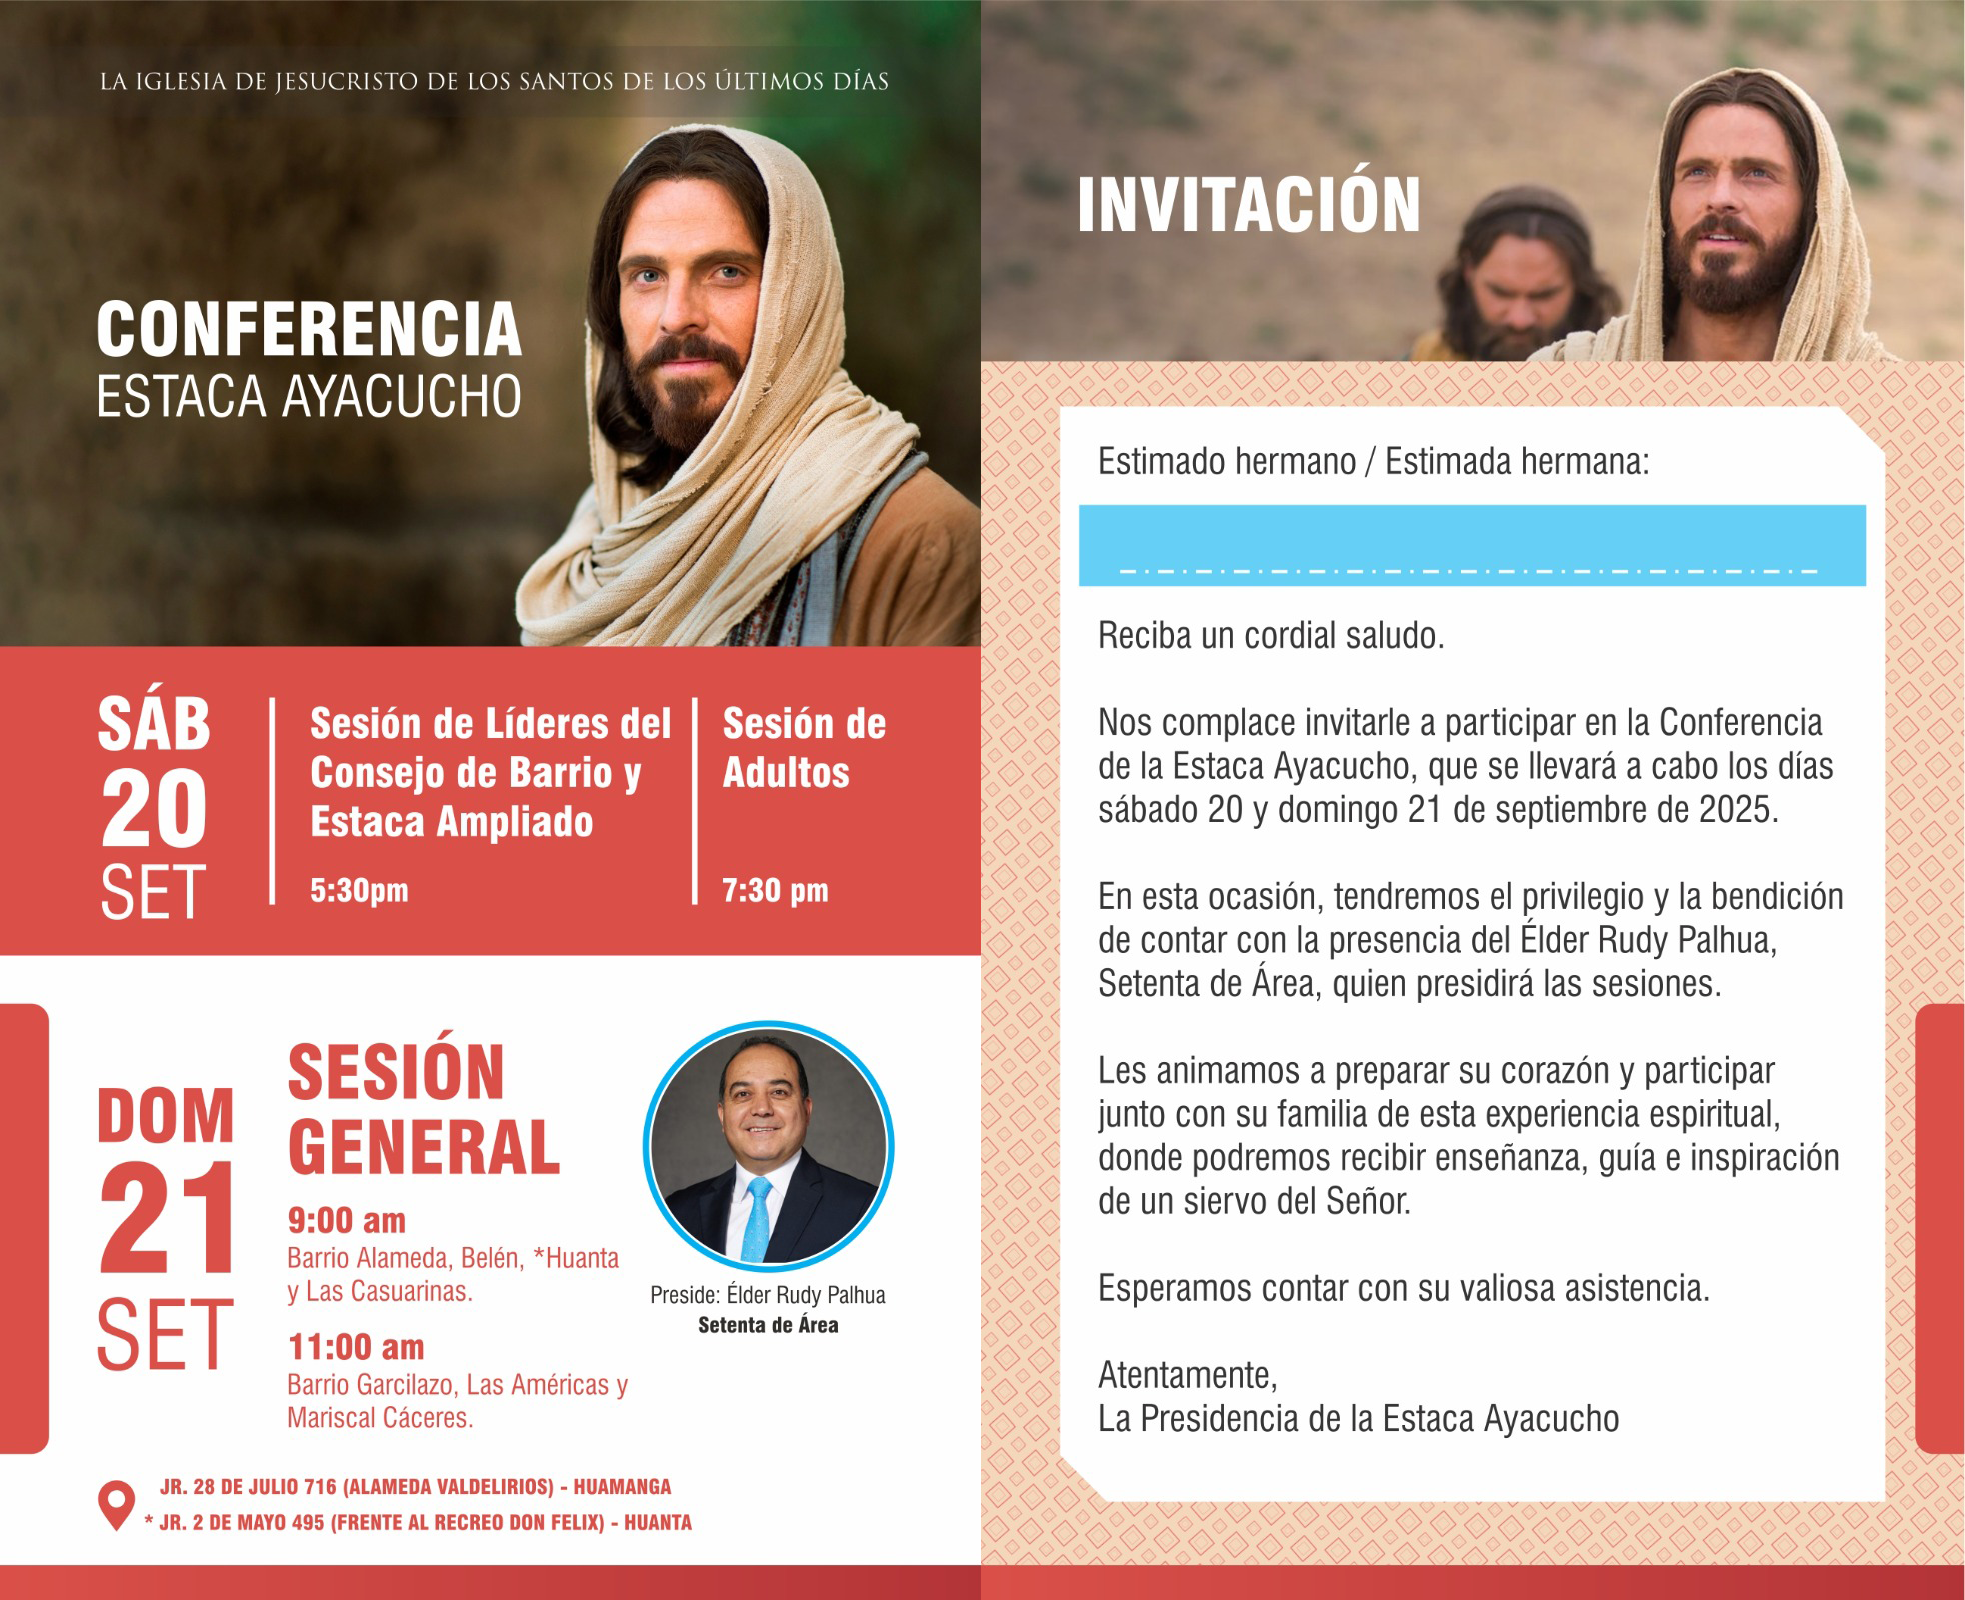 LA IGLESIA DE JESUCRISTO DE LOS SANTOS DE LOS ÚLTIMOS DÍAS
CONFERENCIA
ESTACA AYACUCHO
SÁB
20
SET
Sesión de Líderes del
Consejo de Barrio y
Estaca Ampliado
5:30pm
Sesión de
Adultos
7:30 pm
DOM
21
SET
SESIÓN
GENERAL
9:00 am
Barrio Alameda, Belén, *Huanta
y Las Casuarinas.
11:00 am
Barrio Garcilazo, Las Américas y
Mariscal Cáceres.
Preside: Élder Rudy Palhua
Setenta de Área
JR. 28 DE JULIO 716 (ALAMEDA VALDELIRIOS) - HUAMANGA
* JR. 2 DE MAYO 495 (FRENTE AL RECREO DON FELIX) - HUANTA
INVITACIÓN
Estimado hermano / Estimada hermana:
Reciba un cordial saludo.
Nos complace invitarle a participar en la Conferencia
de la Estaca Ayacucho, que se llevará a cabo los días
sábado 20 y domingo 21 de septiembre de 2025.
En esta ocasión, tendremos el privilegio y la bendición
de contar con la presencia del Élder Rudy Palhua,
Setenta de Área, quien presidirá las sesiones.
Les animamos a preparar su corazón y participar
junto con su familia de esta experiencia espiritual,
donde podremos recibir enseñanza, guía e inspiración
de un siervo del Señor.
Esperamos contar con su valiosa asistencia.
Atentamente,
La Presidencia de la Estaca Ayacucho